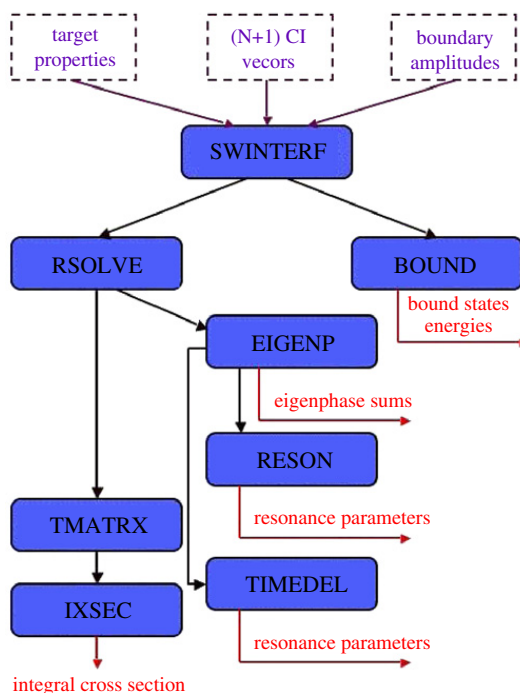 target
properties
(N+1) CI
vecors
boundary
amplitudes
SWINTERF
RSOLVE
BOUND
bound states
energies
EIGENP
eigenphase sums
RESON
resonance parameters
TMATRX
TIMEDEL
IXSEC
resonance parameters
integral cross section